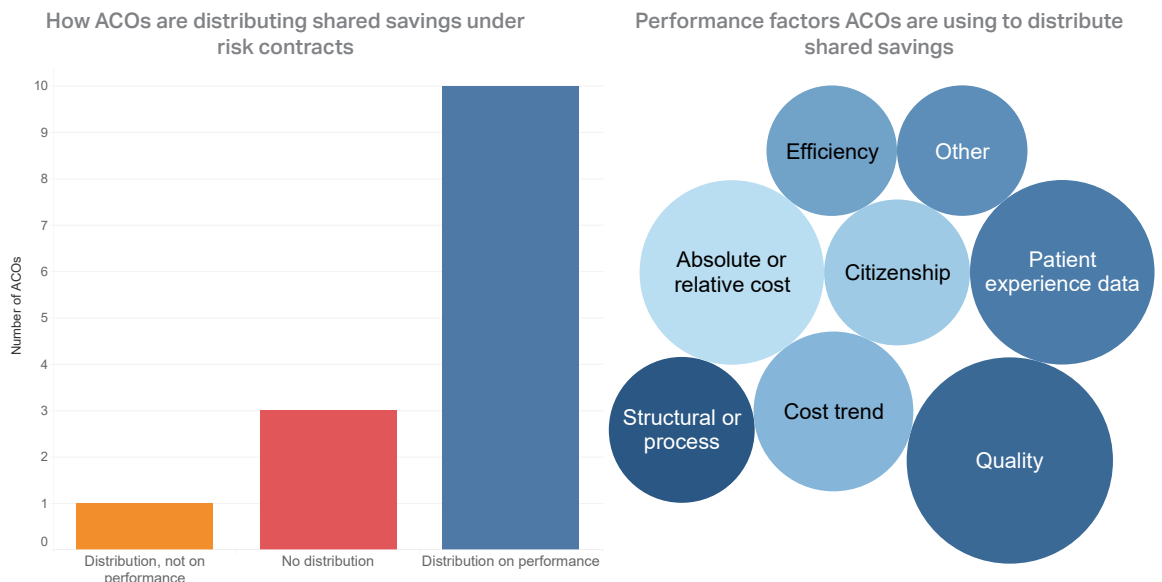 How ACOs are distributing shared savings under
risk contracts
10
9
8
7
6
5
4
3
2
1
0
Number of ACOs
Distribution, not on
performance
No distribution
Distribution on performance
Performance factors ACOs are using to distribute
shared savings
Efficiency
Other
Absolute or
relative cost
Citizenship
Patient
experience data
Structural or
process
Cost trend
Quality